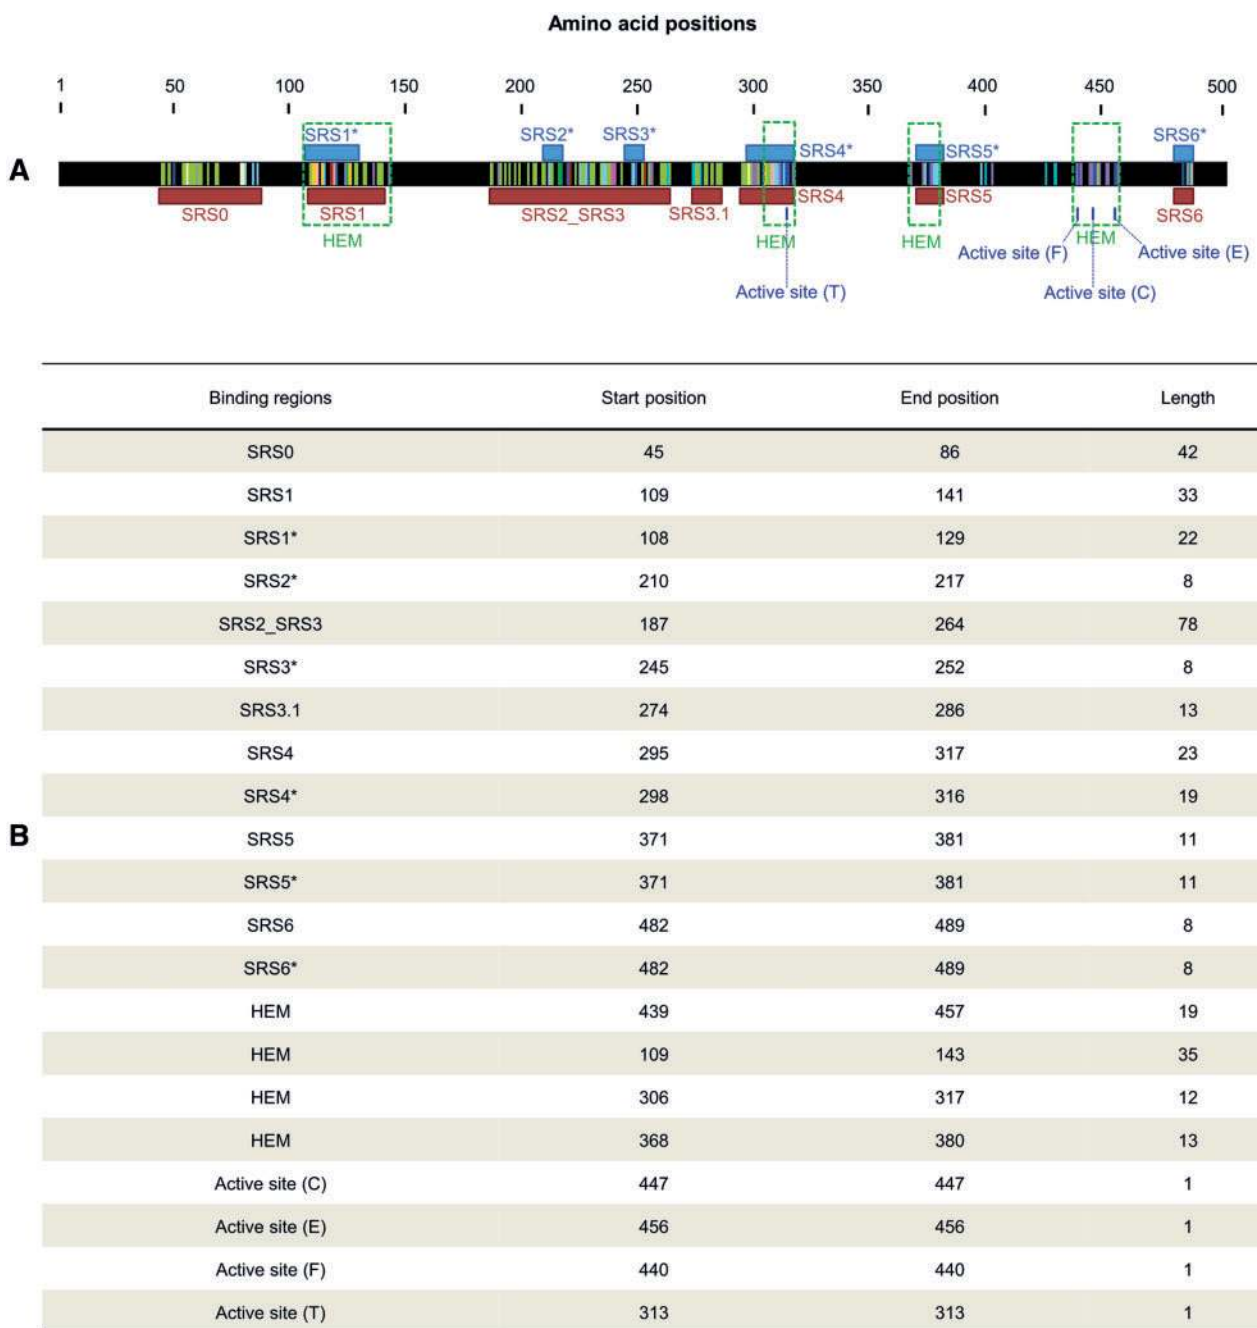 Amino acid positions
1 50 100 150 200 250 300 350 400 450 500
SRS1* SRS2* SRS3* SRS6*
A SRS4* SRS5*
SRS0 SRS1 SRS2_SRS3 SRS3.1 SRS4 SRS5 SRS6
HEM HEM HEM HEM
Active site (F) Active site (E)
Active site (T) Active site (C)
Binding regions Start position End position Length
SRS0 45 86 42
SRS1 109 141 33
SRS1* 108 129 22
SRS2* 210 217 8
SRS2_SRS3 187 264 78
SRS3* 245 252 8
SRS3.1 274 286 13
SRS4 295 317 23
SRS4* 298 316 19
B SRS5 371 381 11
SRS5* 371 381 11
SRS6 482 489 8
SRS6* 482 489 8
HEM 439 457 19
HEM 109 143 35
HEM 306 317 12
HEM 368 380 13
Active site (C) 447 447 1
Active site (E) 456 456 1
Active site (F) 440 440 1
Active site (T) 313 313 1